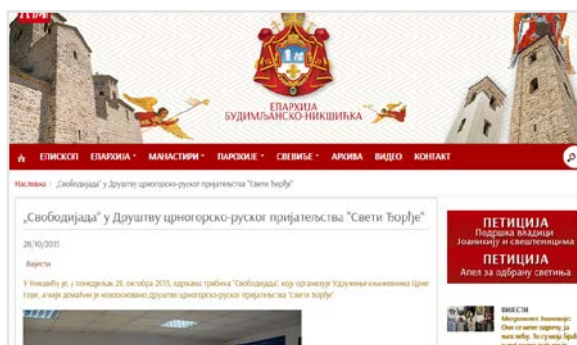 ЕПАРХИЈА
БУДИМЉАНСКО-НИКШИЋКА
ЕПИСКОП ЕПАРХИЈА МАНАСТИРИ ПАРОХИЈЕ СВЕВИЂЕ АРХИВА ВИДЕО КОНТАКТ
Насловна „Свободијада" у Друштву црногорско-руског пријатељства "Свети Ђорђе"
„Свободијада" у Друштву црногорско-руског пријатељства "Свети Ђорђе"
28/10/2015
Вијести
У Никшићу је, у понедељак 26. октобра 2015, одржана трибина "Свободијада", коју организује Удружење књижевника Црне
Горе, а чији домаћин је новоосновано Друштво црногорско-руског пријатељства "Свети Ђорђе".
ПЕТИЦИЈА
Подршка владици
Јоаникију и свештеницима
ПЕТИЦИЈА
Апел за одбрану светиња
ВИЈЕСТИ
Митрополит Јоаникије: